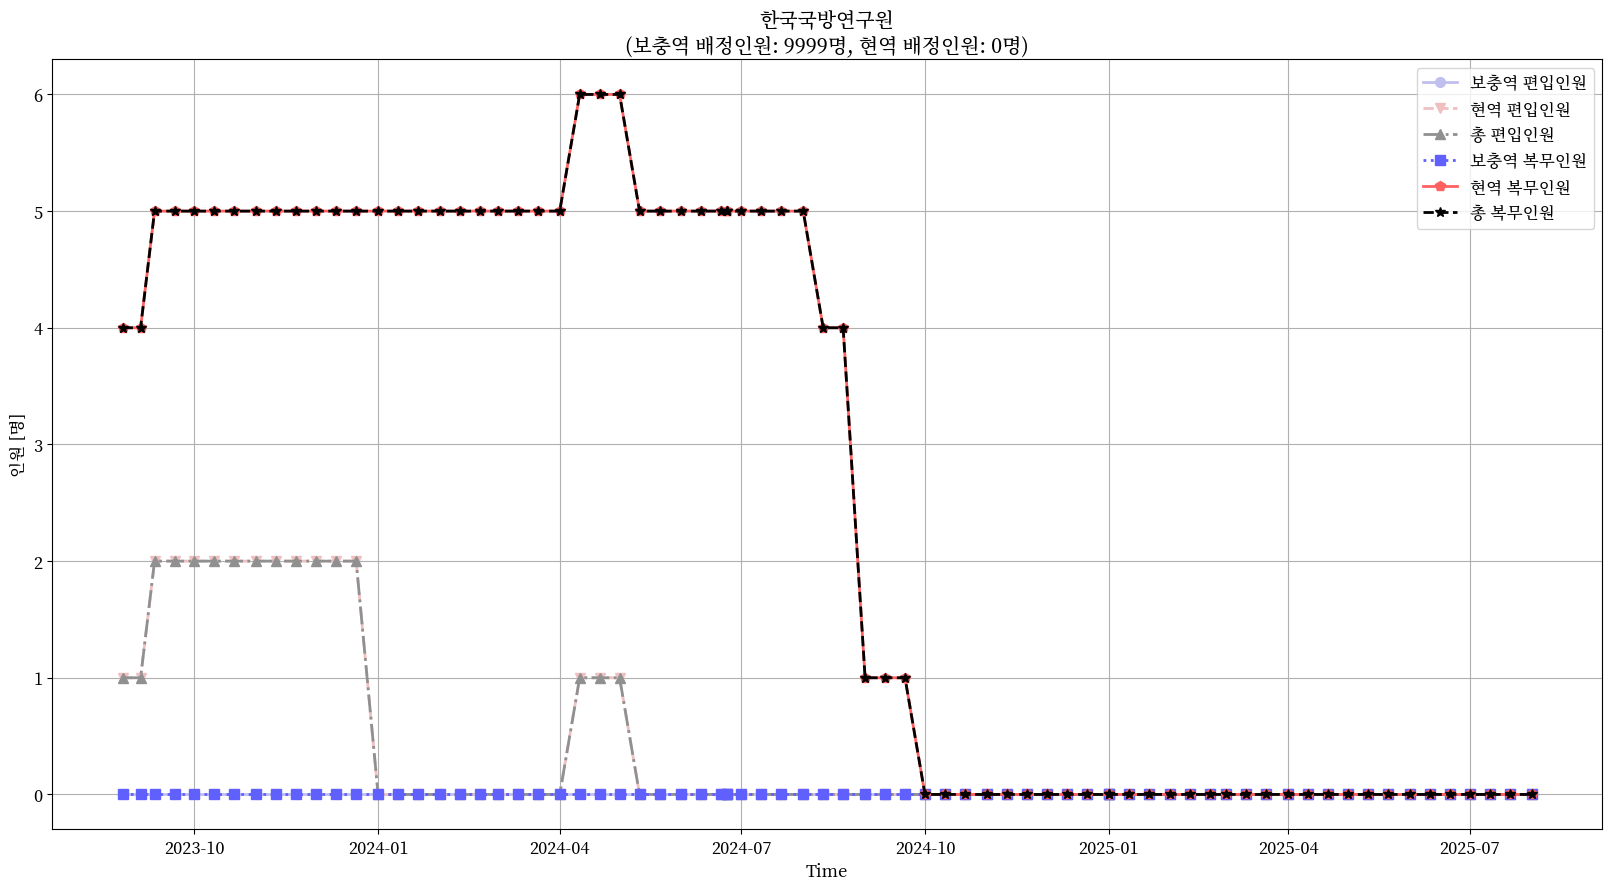 한국국방연구원
(보충역 배정인원: 9999명, 현역 배정인원: 0명)
보충역 편입인원
현역 편입인원
총 편입인원
보충역 복무인원
현역 복무인원
총 복무인원
인원 [명]
6
5
4
3
2
1
0
2023-10
2024-01
2024-04
2024-07
2024-10
2025-01
2025-04
2025-07
Time